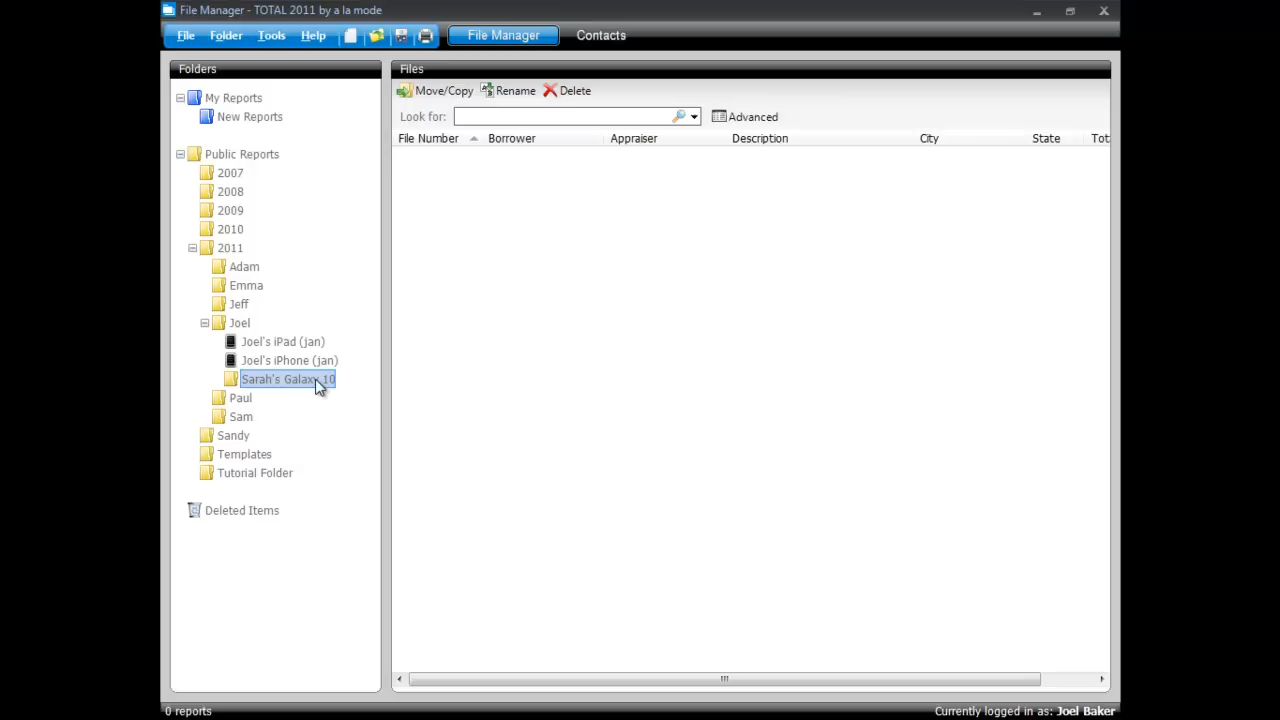 File Manager - TOTAL 2011 by a la mode
File Folder Tools Help File Manager Contacts
Folders
My Reports
New Reports
Public Reports
2007
2008
2009
2010
2011
Adam
Emma
Jeff
Joel
Joel's iPad (jan)
Joel's iPhone (jan)
Sarah's Galaxy 10
Paul
Sam
Sandy
Templates
Tutorial Folder
Deleted Items
Files
Move/Copy Rename Delete
Look for: Advanced
File Number Borrower Appraiser Description City State Tot
0 reports Currently logged in as: Joel Baker